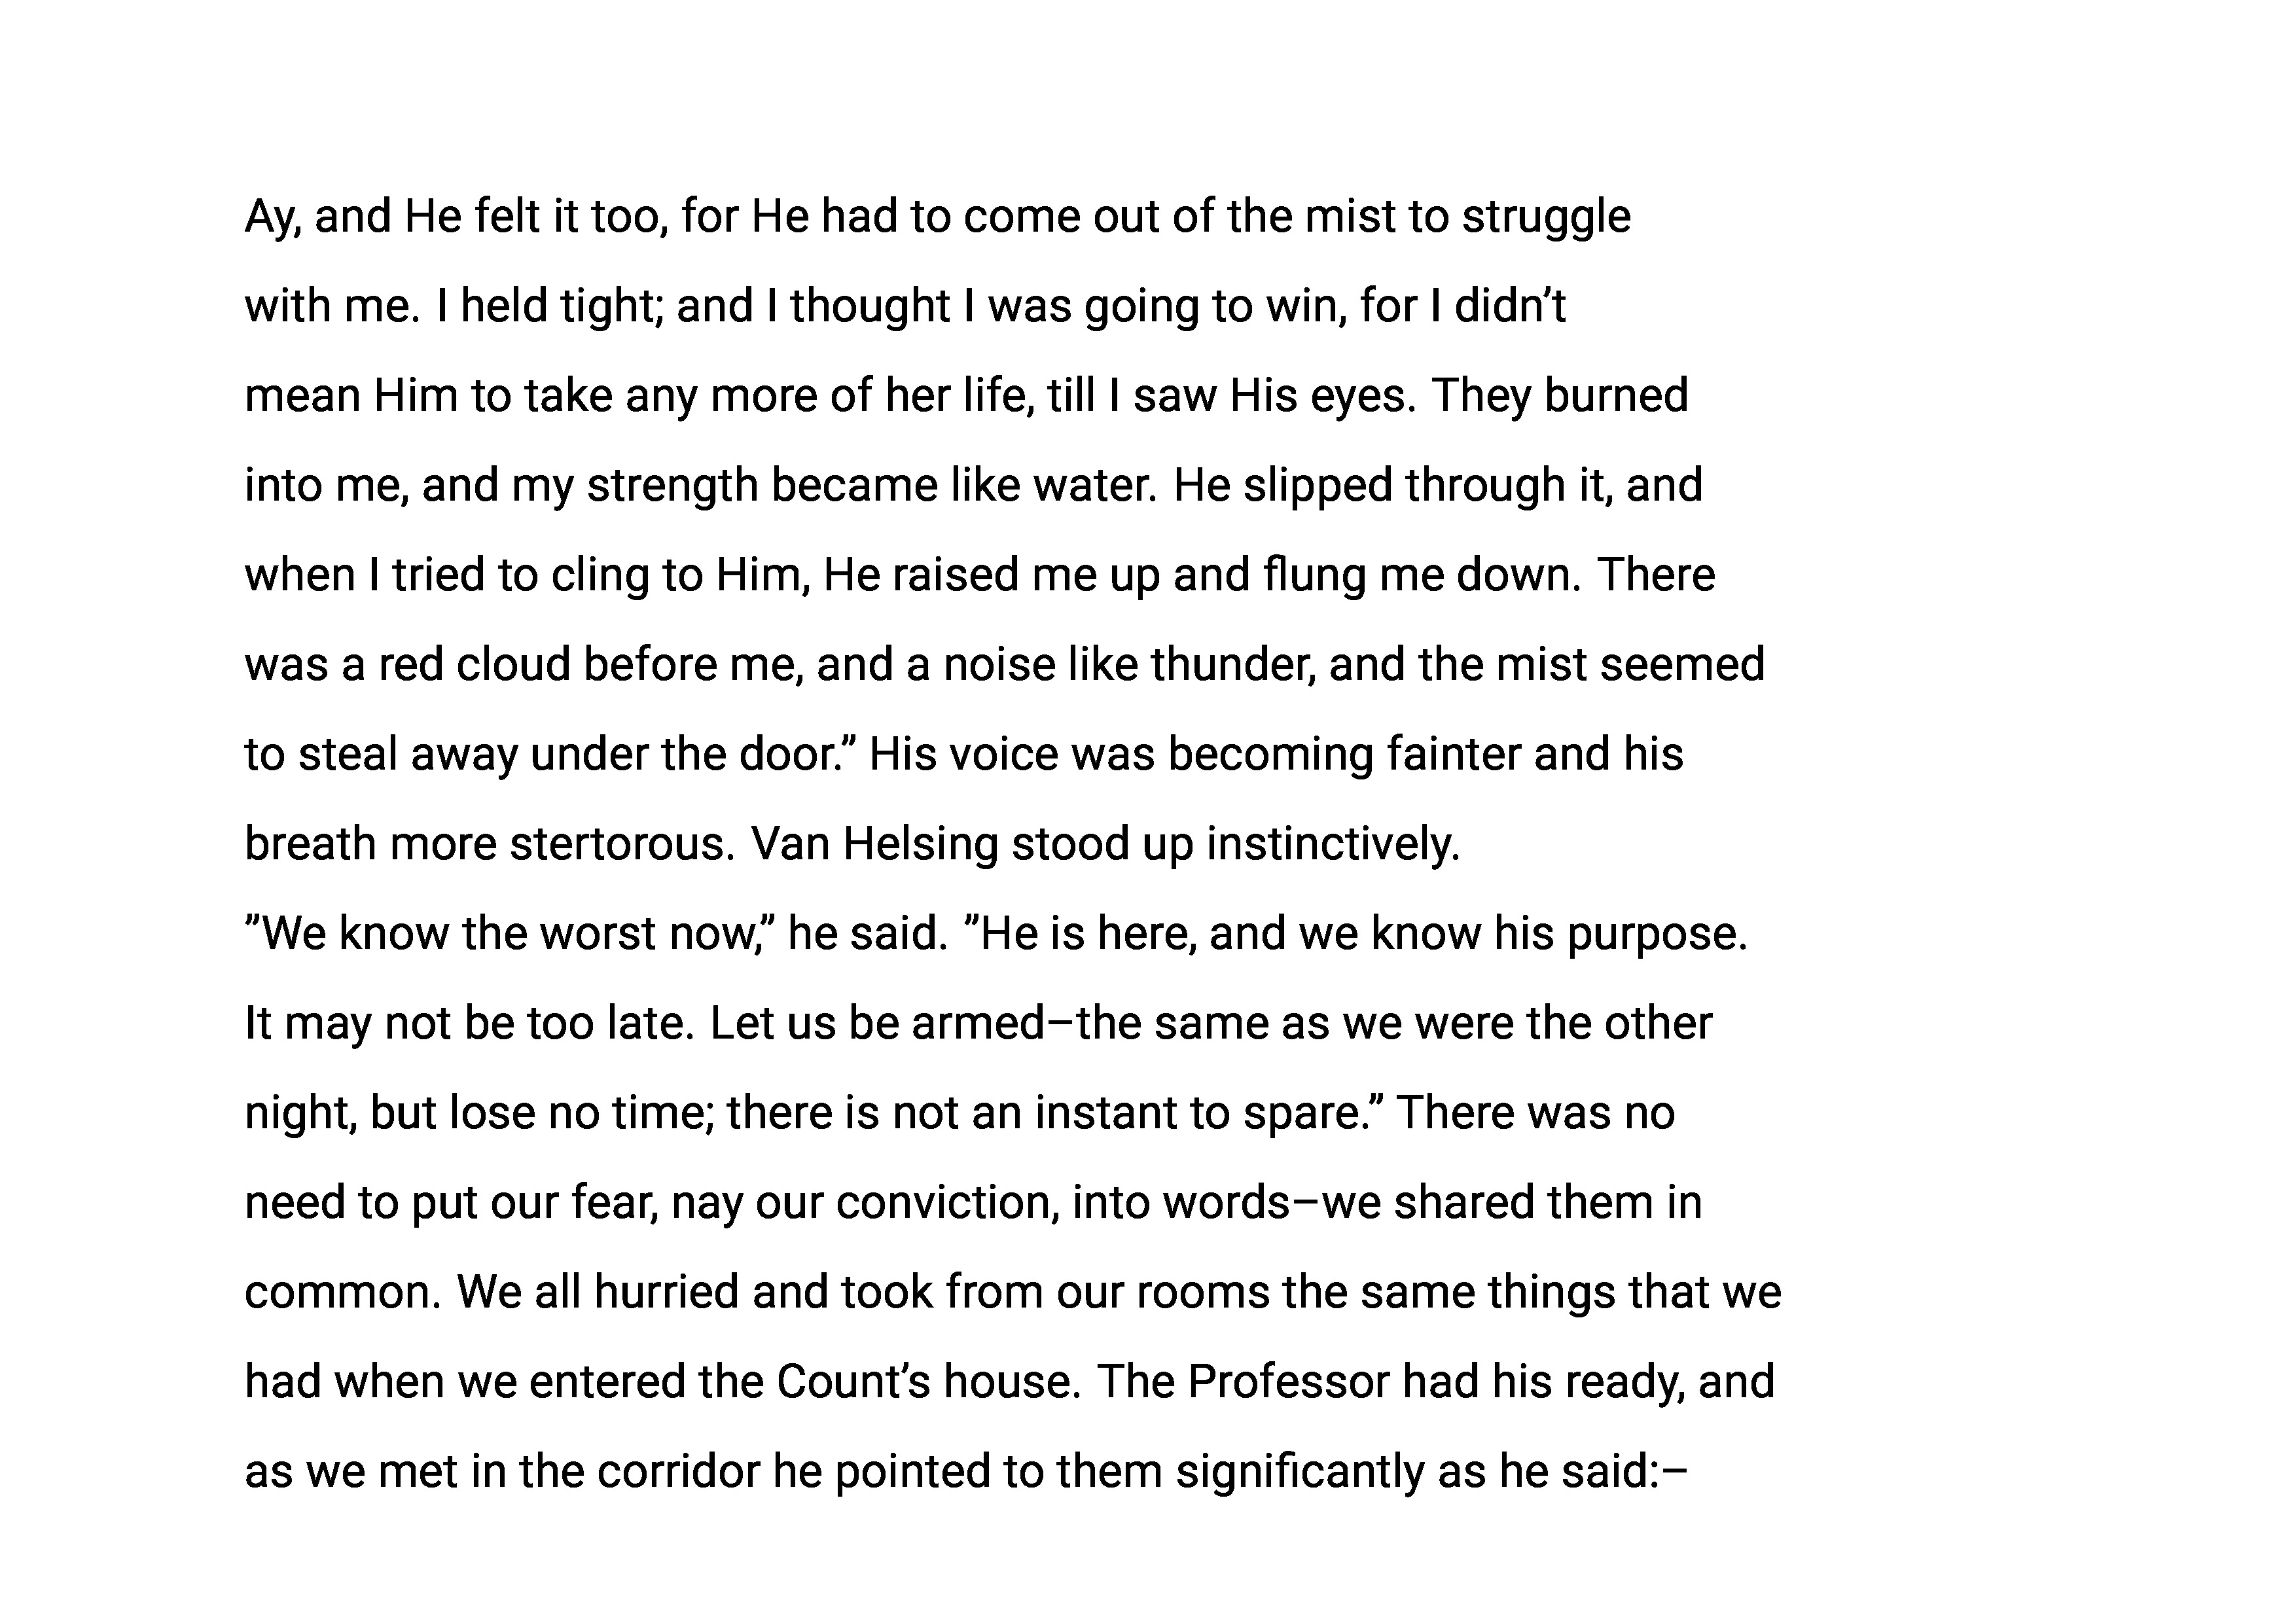 Ay, and He felt it too, for He had to come out of the mist to struggle
with me. I held tight; and I thought I was going to win, for I didn’t
mean Him to take any more of her life, till I saw His eyes. They burned
into me, and my strength became like water. He slipped through it, and
when I tried to cling to Him, He raised me up and flung me down. There
was a red cloud before me, and a noise like thunder, and the mist seemed
to steal away under the door.” His voice was becoming fainter and his
breath more stertorous. Van Helsing stood up instinctively.
”We know the worst now,” he said. ”He is here, and we know his purpose.
It may not be too late. Let us be armed–the same as we were the other
night, but lose no time; there is not an instant to spare.” There was no
need to put our fear, nay our conviction, into words–we shared them in
common. We all hurried and took from our rooms the same things that we
had when we entered the Count’s house. The Professor had his ready, and
as we met in the corridor he pointed to them significantly as he said:–